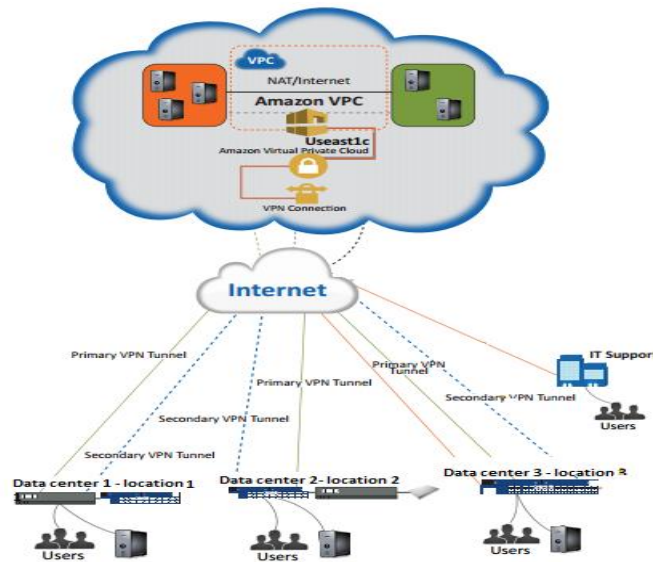 VPC
NAT/Internet
Amazon VPC
Useast1c
Amazon Virtual Private Cloud
VPN Connection
Internet
Primary VPN Tunnel
Primary VPN
Tunnel
IT Support
Primary VPN Tunnel
Secondary VPN Tunnel
Users
Secondary VPN Tunnel
Secondary VPN Tunnel
Data center 1 - location 1
Data center 2- location 2
Data center 3 - location 3
Users
Users
Users